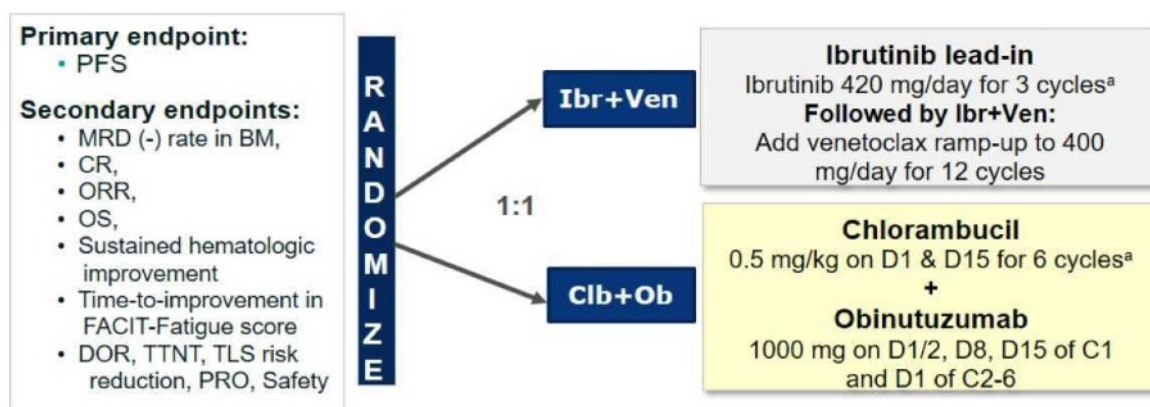 Primary endpoint:
• PFS
Secondary endpoints:
• MRD (-) rate in BM,
• CR,
• ORR,
• OS,
• Sustained hematologic
improvement
• Time-to-improvement in
FACIT-Fatigue score
• DOR, TTNT, TLS risk
reduction, PRO, Safety
RANDOMIZE
1:1
Ibr+Ven
Ibrutinib lead-in
Ibrutinib 420 mg/day for 3 cyclesᵃ
Followed by Ibr+Ven:
Add venetoclax ramp-up to 400
mg/day for 12 cycles
Clb+Ob
Chlorambucil
0.5 mg/kg on D1 & D15 for 6 cyclesᵃ
+
Obinutuzumab
1000 mg on D1/2, D8, D15 of C1
and D1 of C2-6